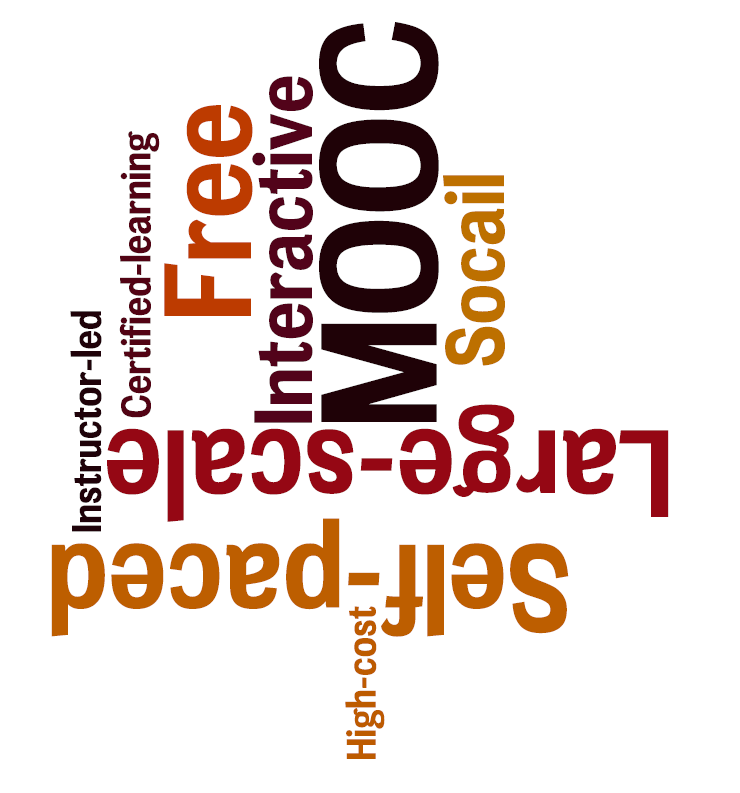 MOOC
Free
Interactive
Socail
Certified-learning
Instructor-led
Large-scale
Self-paced
High-cost